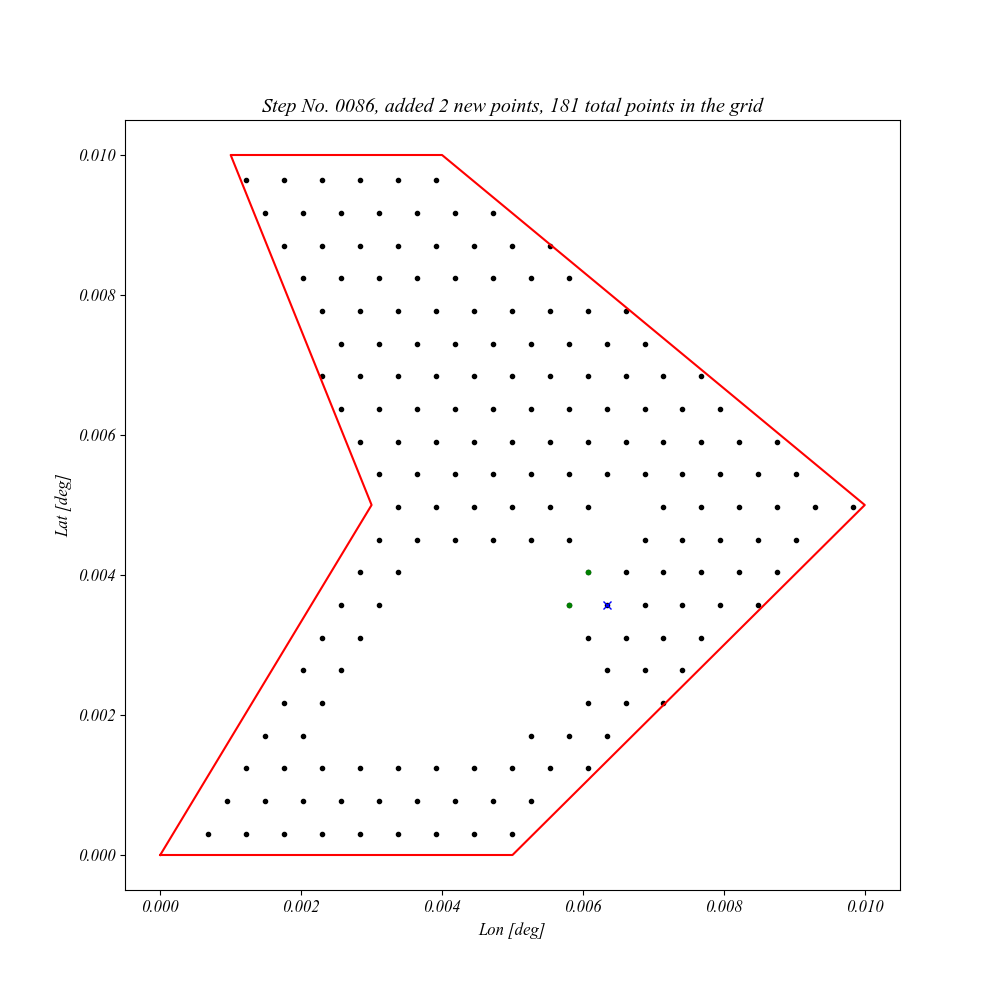 Step No. 0086, added 2 new points, 181 total points in the grid
0.010
0.008
0.006
0.004
0.002
0.000
Lat [deg]
0.000 0.002 0.004 0.006 0.008 0.010
Lon [deg]